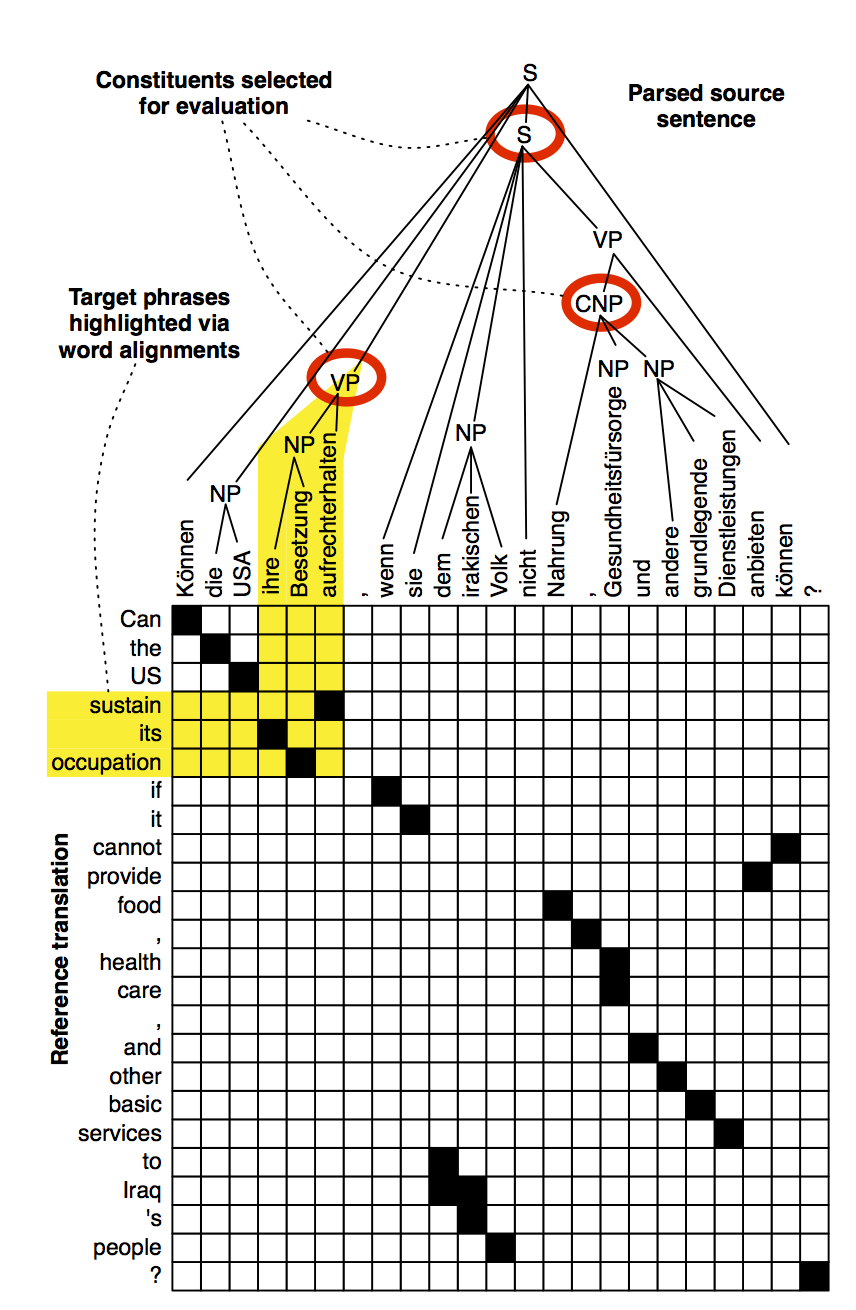 Constituents selected
for evaluation
S
Parsed source
sentence
S
VP
Target phrases
highlighted via
word alignments
CNP
VP
NP
NP
NP
NP
NP
Können
die
USA
ihre
Besetzung
aufrechterhalten
,
wenn
sie
dem
irakischen
Volk
nicht
Nahrung
,
Gesundheitsfürsorge
und
andere
grundlegende
Dienstleistungen
anbieten
können
?
Reference translation
Can
the
US
sustain
its
occupation
if
it
cannot
provide
food
,
health
care
,
and
other
basic
services
to
Iraq
's
people
?